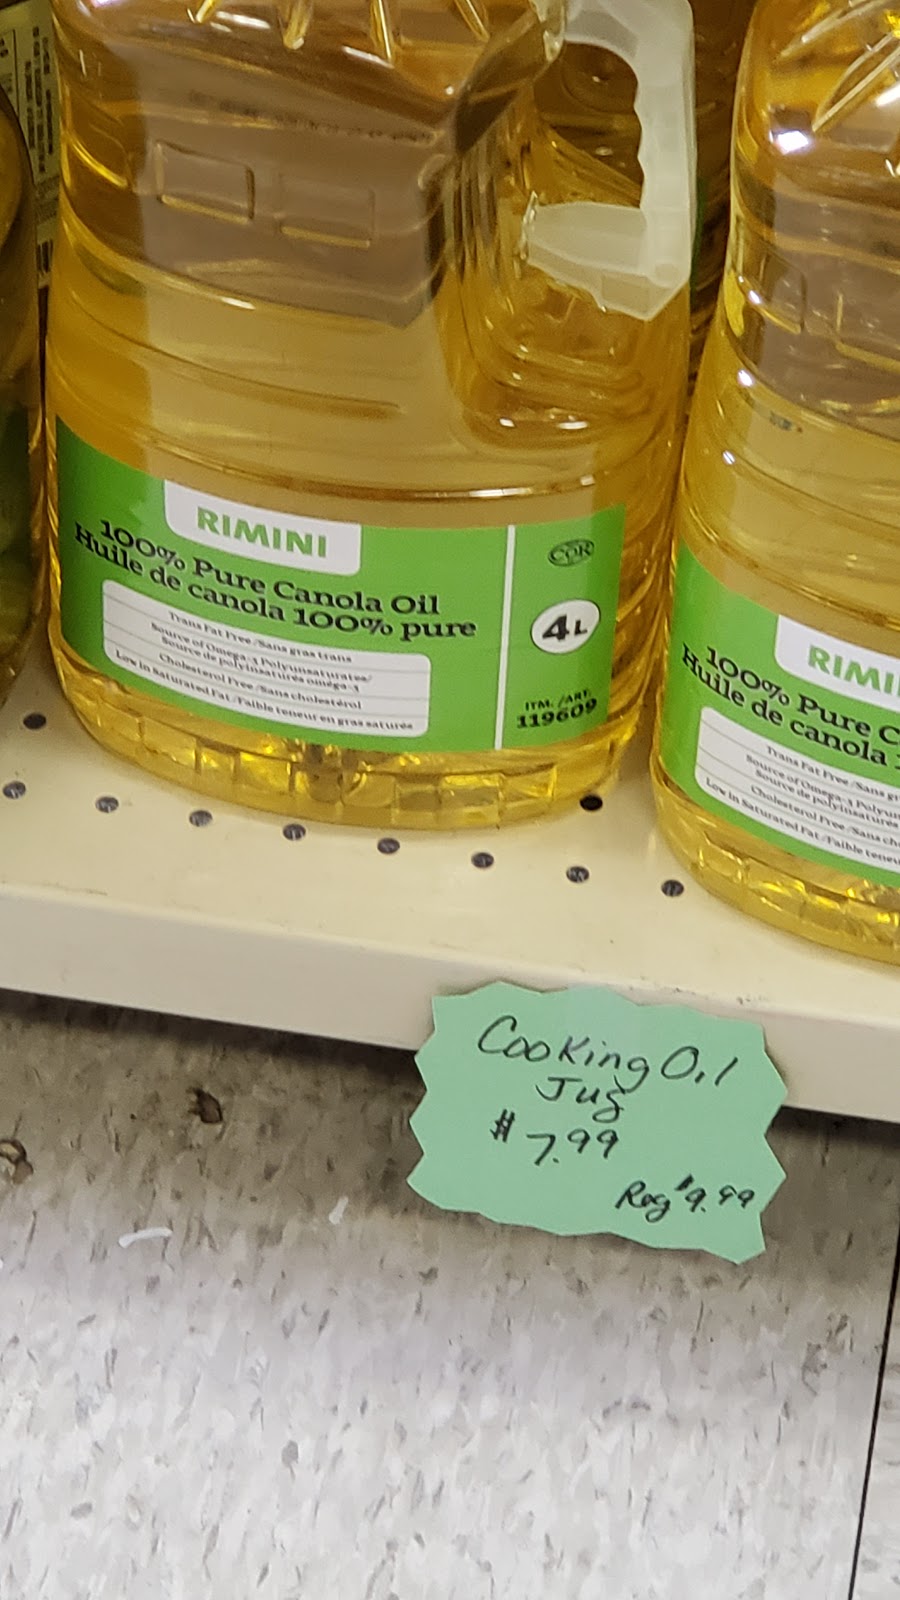 RIMINI
100% Pure Canola Oil
Huile de canola 100% pure
Trans Fat Free/Sans gras trans
Source of Omega-3 Polyunsaturates/
Source de polyinsaturés oméga-3
Cholesterol Free/Sans cholestérol
Low in Saturated Fat/Faible teneur en gras saturés
COR
4L
ITM./ART.
119609
RIMI
100% Pure C
Huile de canola 1
Trans Fat Free/Sans g
Source of Omega-3 Polyun
Source de polyinsaturés
Cholesterol Free/Sans cho
Low in Saturated Fat/Faible teneu
Cooking Oil
Jug
$7.99
Reg $9.99